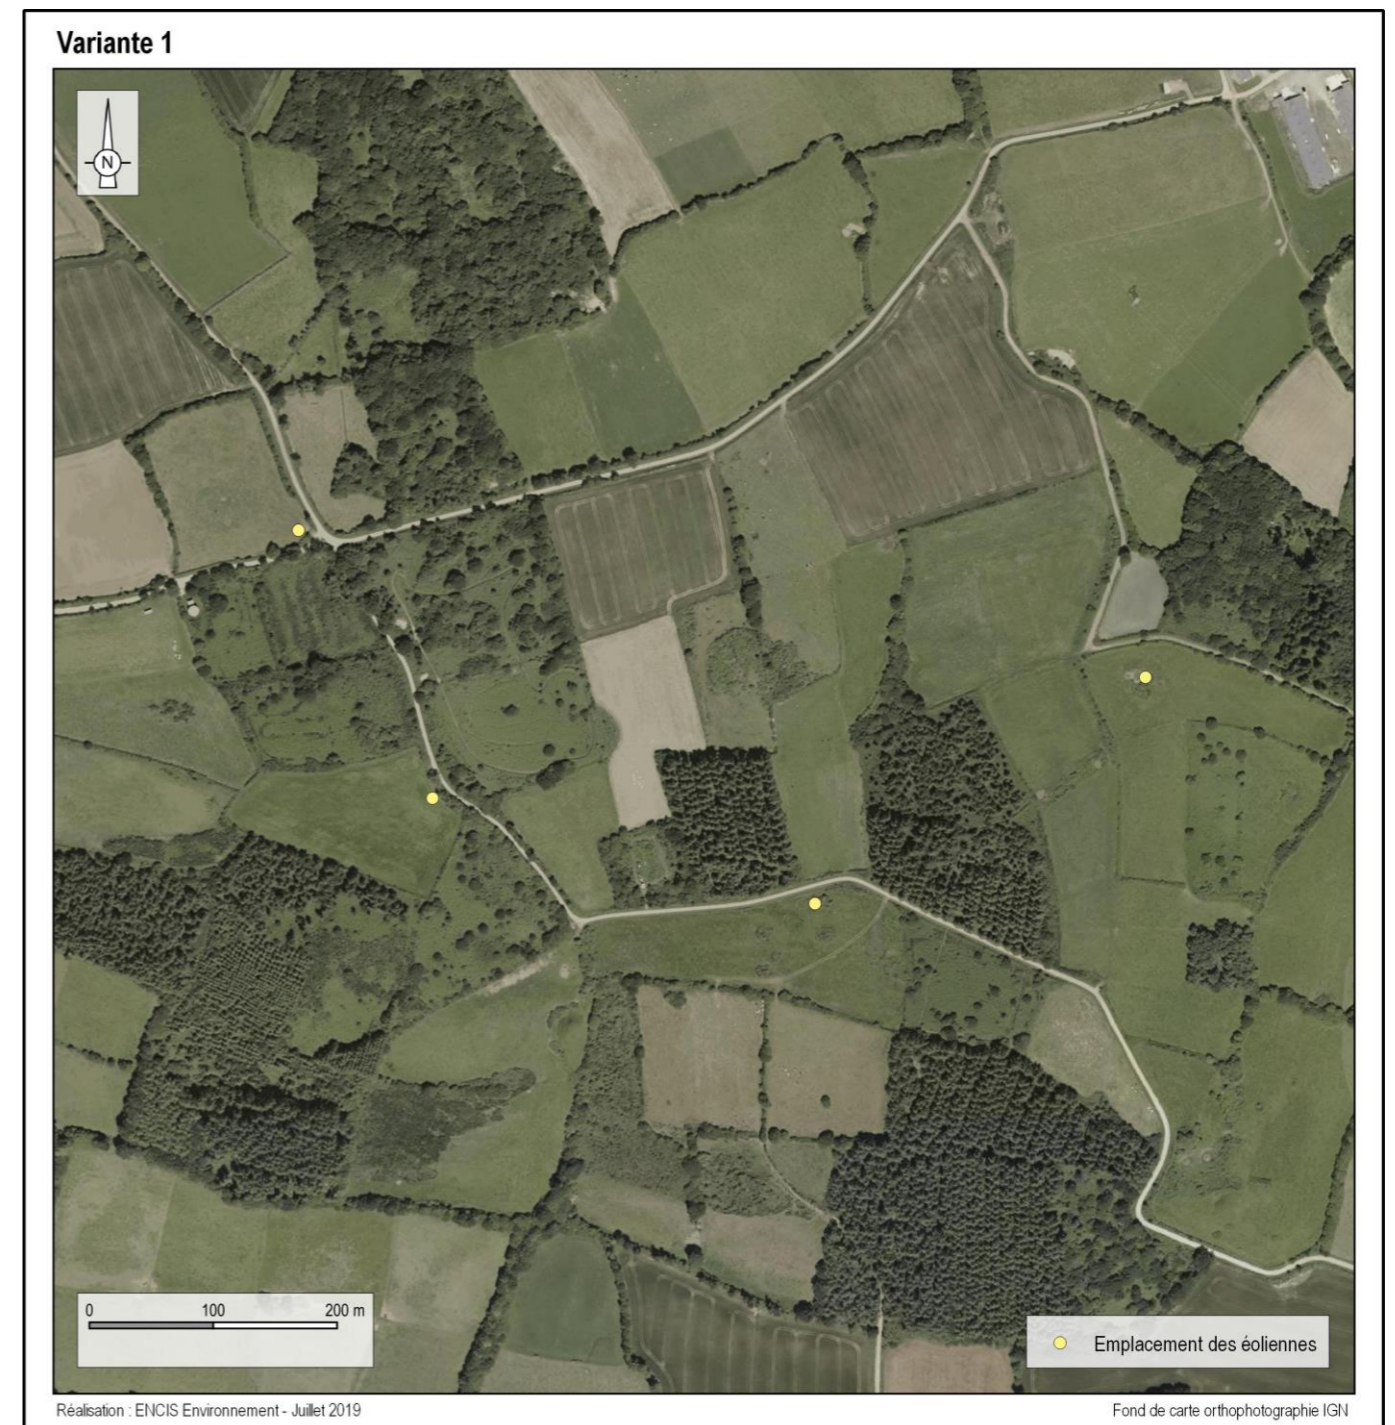 Variante 1
N
0 100 200 m
Emplacement des éoliennes
Réalisation : ENCIS Environnement - Juillet 2019
Fond de carte orthophotographie IGN